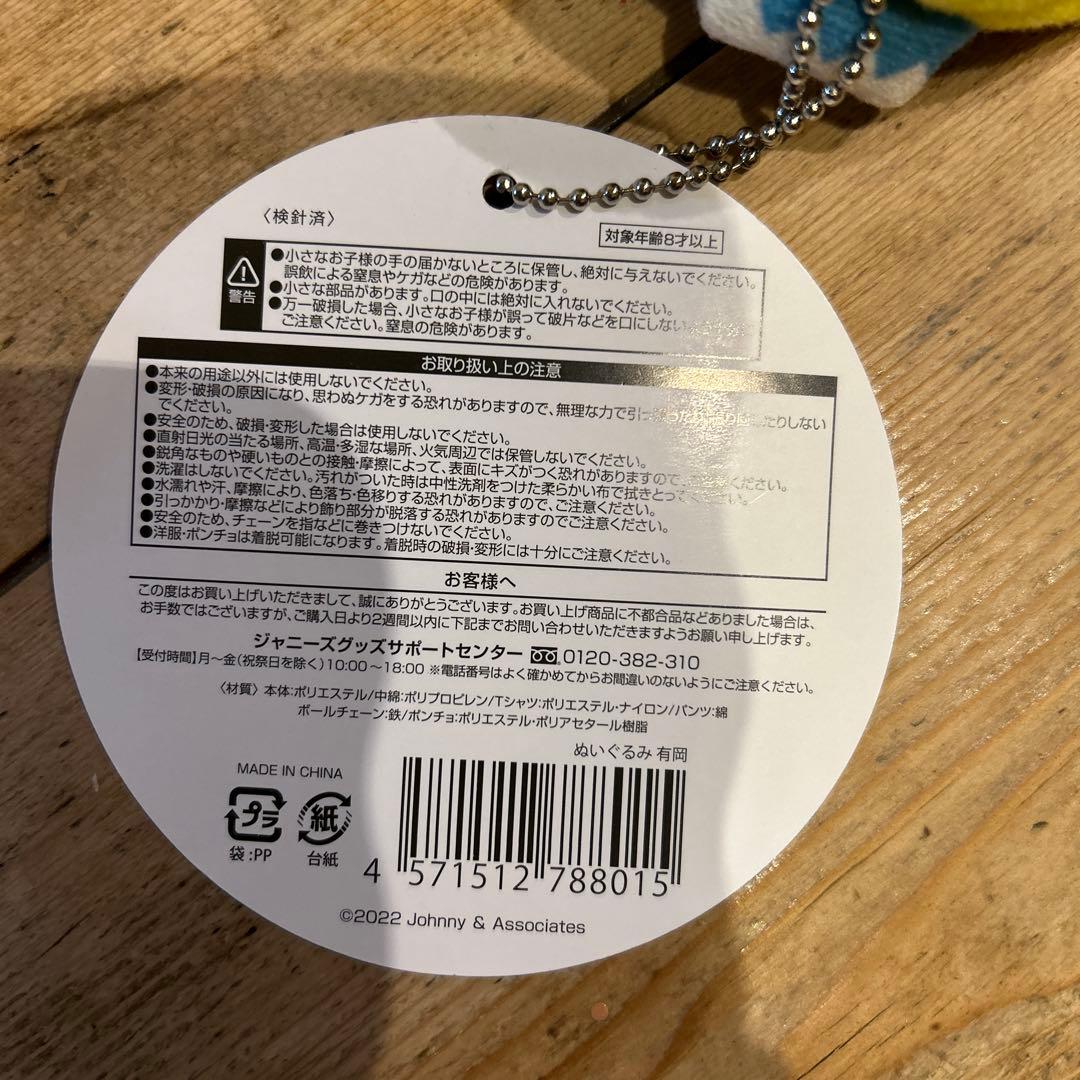 〈検針済〉
対象年齢8才以上
警告
●小さなお子様の手の届かないところに保管し、絶対に与えないでください。
誤飲による窒息やケガなどの危険があります。
●小さな部品があります。口の中には絶対に入れないでください。
●万一破損した場合、小さなお子様が誤って破片などを口にしない
ご注意ください。窒息の危険があります。
お取り扱い上の注意
●本来の用途以外には使用しないでください。
●変形・破損の原因になり、思わぬケガをする恐れがありますので、無理な力で引っ たりしない
でください。
●安全のため、破損・変形した場合は使用しないでください。
●直射日光の当たる場所、高温・多湿な場所、火気周辺では保管しないでください。
●鋭角なものや硬いものとの接触・摩擦によって、表面にキズがつく恐れがありますので、ご注意ください。
●洗濯はしないでください。汚れがついた時は中性洗剤をつけた柔らかい布で拭きとってください。
●水濡れや汗、摩擦により、色落ち・色移りする恐れがありますので、ご注意ください。
●引っかかり・摩擦などにより飾り部分が脱落する恐れがありますのでご注意ください。
●安全のため、チェーンを指などに巻きつけないでください。
●洋服・ポンチョは着脱可能になります。着脱時の破損・変形には十分にご注意ください。
お客様へ
この度はお買い上げいただきまして、誠にありがとうございます。お買い上げ商品に不都合品などありました場合は、
お手数ではございますが、ご購入日より2週間以内に下記までお問い合わせいただきますようお願い申し上げます。
ジャニーズグッズサポートセンター 0120-382-310
【受付時間】月～金(祝祭日を除く)10:00～18:00 ※電話番号はよく確かめてからお間違いのないようにご注意ください。
〈材質〉本体:ポリエステル/中綿:ポリプロピレン/Tシャツ:ポリエステル・ナイロン/パンツ:綿
ボールチェーン:鉄/ポンチョ:ポリエステル・ポリアセタール樹脂
ぬいぐるみ 有岡
MADE IN CHINA
プラ
紙
袋:PP
台紙
4 571512 788015
©2022 Johnny & Associates